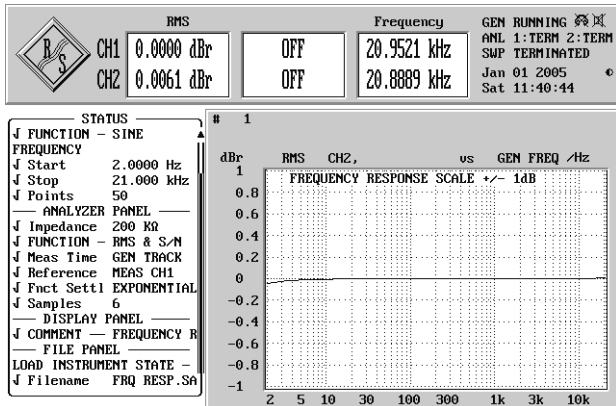 RMS Frequency GEN RUNNING
R S CH1 0.0000 dBr OFF 20.9521 kHz ANL 1:TERM 2:TERM
SWP TERMINATED
CH2 0.0061 dBr OFF 20.8889 kHz Jan 01 2005
Sat 11:40:44
STATUS
FUNCTION - SINE
FREQUENCY
Start 2.0000 Hz
Stop 21.000 kHz
Points 50
ANALYZER PANEL
Impedance 200 KΩ
FUNCTION - RMS & S/N
Meas Time GEN TRACK
Reference MEAS CH1
Fnct Settl EXPONENTIAL
Samples 6
DISPLAY PANEL
COMMENT — FREQUENCY R
FILE PANEL
LOAD INSTRUMENT STATE -
Filename FRQ RESP.SA
# 1
dBr RMS CH2, vs GEN FREQ /Hz
FREQUENCY RESPONSE SCALE +/- 1dB
1
0.8
0.6
0.4
0.2
0
-0.2
-0.4
-0.6
-0.8
-1
2 5 10 30 100 300 1k 3k 10k